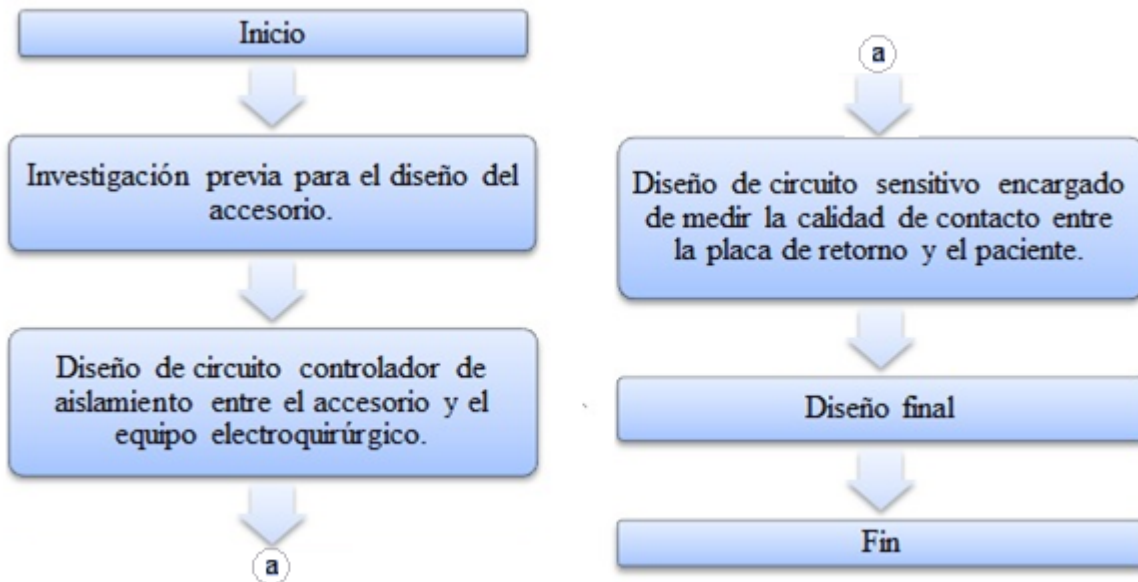 Inicio
Investigación previa para el diseño del
accesorio.
Diseño de circuito controlador de
aislamiento entre el accesorio y el
equipo electroquirúrgico.
a
a
Diseño de circuito sensitivo encargado
de medir la calidad de contacto entre
la placa de retorno y el paciente.
Diseño final
Fin